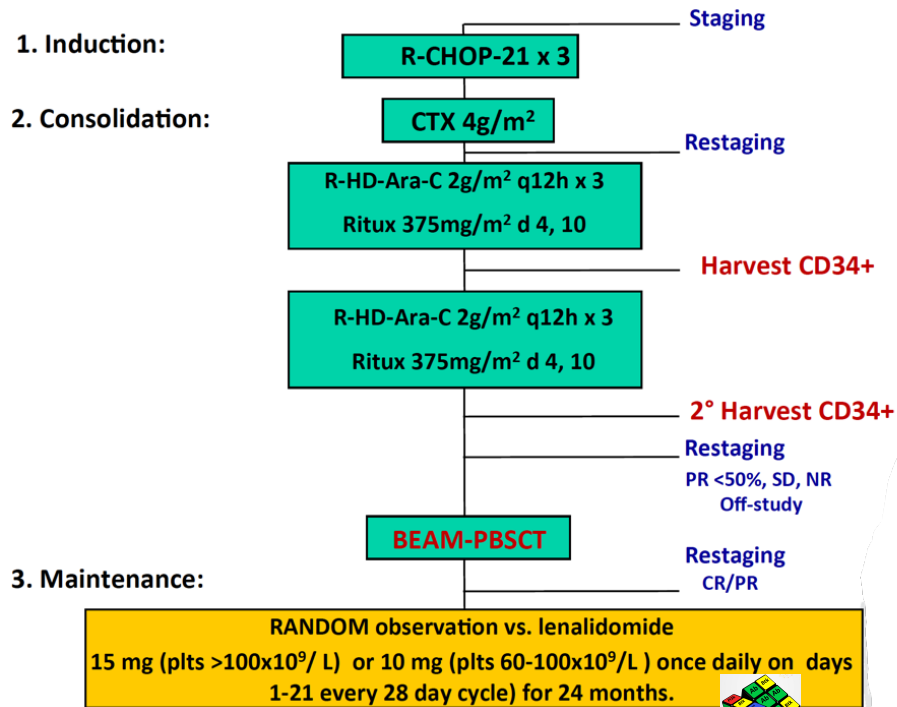 Staging
1. Induction:
R-CHOP-21 x 3
2. Consolidation:
CTX 4g/m²
Restaging
R-HD-Ara-C 2g/m² q12h x 3
Ritux 375mg/m² d 4, 10
Harvest CD34+
R-HD-Ara-C 2g/m² q12h x 3
Ritux 375mg/m² d 4, 10
2° Harvest CD34+
Restaging
PR <50%, SD, NR
Off-study
BEAM-PBSCT
Restaging
CR/PR
3. Maintenance:
RANDOM observation vs. lenalidomide
15 mg (plts >100x10⁹/ L) or 10 mg (plts 60-100x10⁹/L ) once daily on days
1-21 every 28 day cycle) for 24 months.